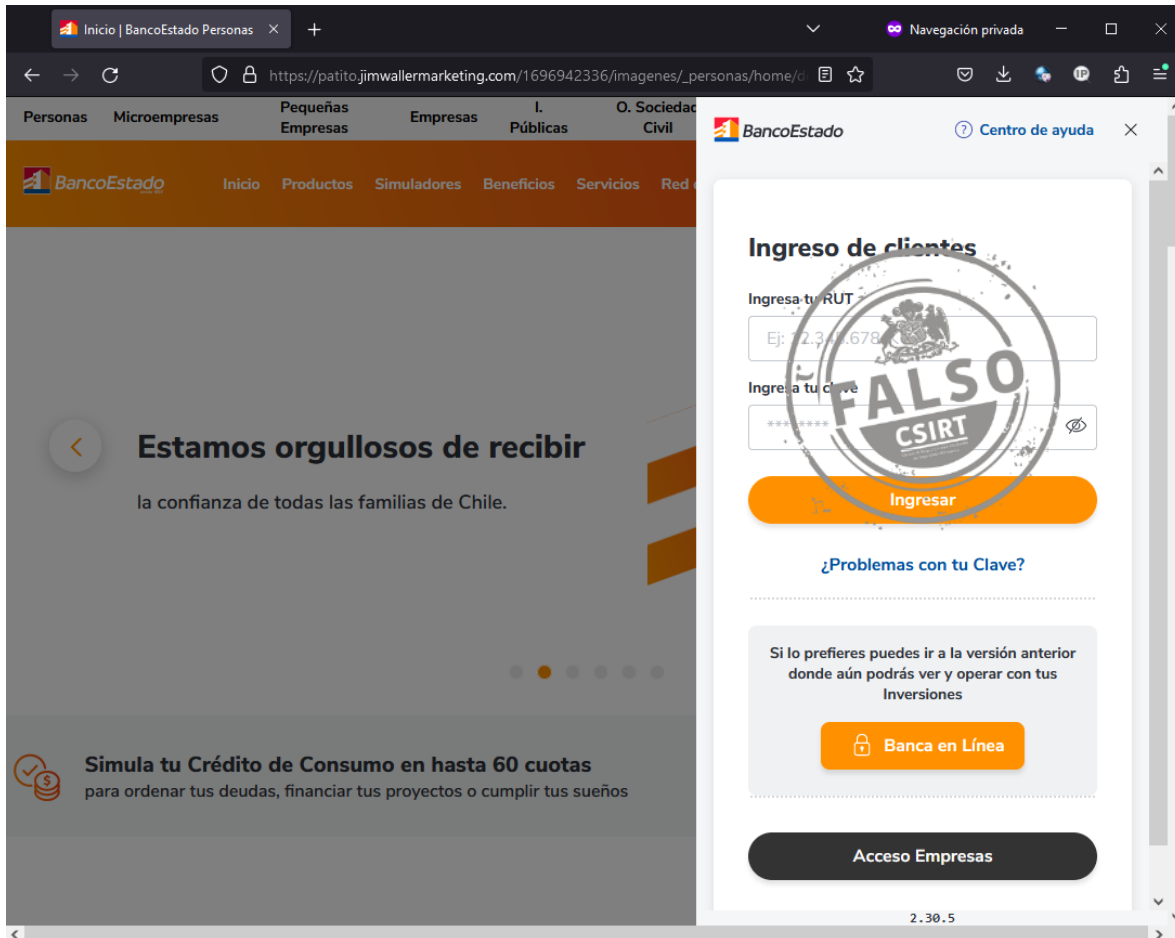 Inicio | BancoEstado Personas
Navegación privada
https://patito.jimwallermarketing.com/1696942336/imagenes/_personas/home/d
Personas Microempresas Pequeñas Empresas Empresas I. Públicas O. Sociedad Civil
BancoEstado Inicio Productos Simuladores Beneficios Servicios Red
Estamos orgullosos de recibir
la confianza de todas las familias de Chile.
Simula tu Crédito de Consumo en hasta 60 cuotas
para ordenar tus deudas, financiar tus proyectos o cumplir tus sueños
BancoEstado
Centro de ayuda
Ingreso de clientes
Ingresa tu RUT
Ej: 12.345.678
FALSO
CSIRT
Ingresa tu clave
********
Ingresar
¿Problemas con tu Clave?
Si lo prefieres puedes ir a la versión anterior
donde aún podrás ver y operar con tus
Inversiones
Banca en Línea
Acceso Empresas
2.30.5